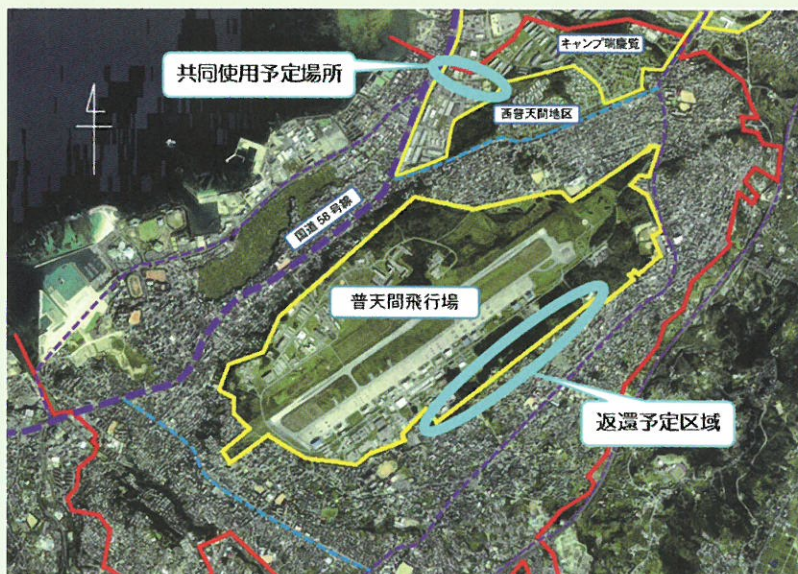 キャンプ瑞慶覧
共同使用予定場所
西普天間地区
国道58号線
普天間飛行場
返還予定区域